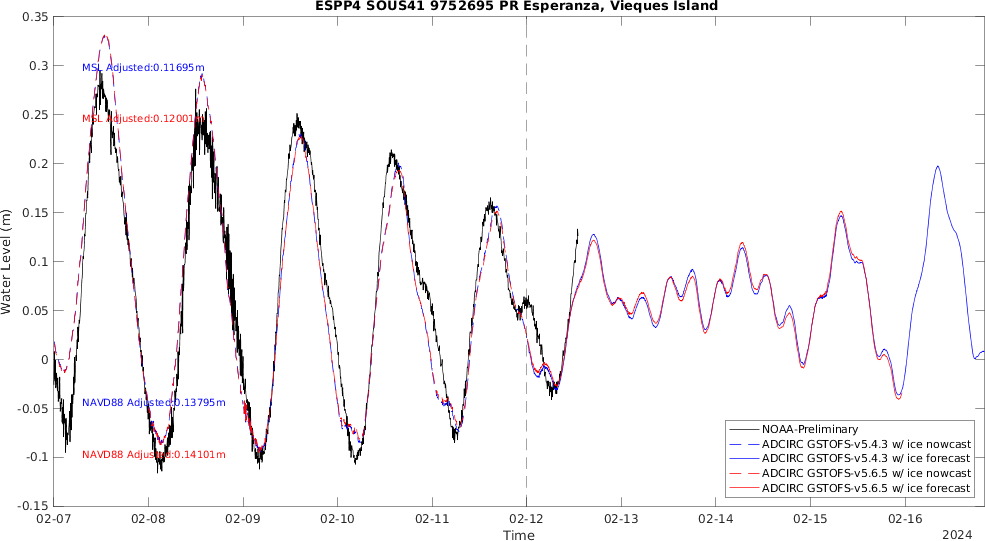 ESPP4 SOUS41 9752695 PR Esperanza, Vieques Island
Water Level (m)
0.35
0.3
0.25
0.2
0.15
0.1
0.05
0
-0.05
-0.1
-0.15
MSL Adjusted:0.11695m
MSL Adjusted:0.12001m
NAVD88 Adjusted:0.13795m
NAVD88 Adjusted:0.14101m
NOAA-Preliminary
ADCIRC GSTOFS-v5.4.3 w/ ice nowcast
ADCIRC GSTOFS-v5.4.3 w/ ice forecast
ADCIRC GSTOFS-v5.6.5 w/ ice nowcast
ADCIRC GSTOFS-v5.6.5 w/ ice forecast
02-07 02-08 02-09 02-10 02-11 02-12 02-13 02-14 02-15 02-16
Time
2024